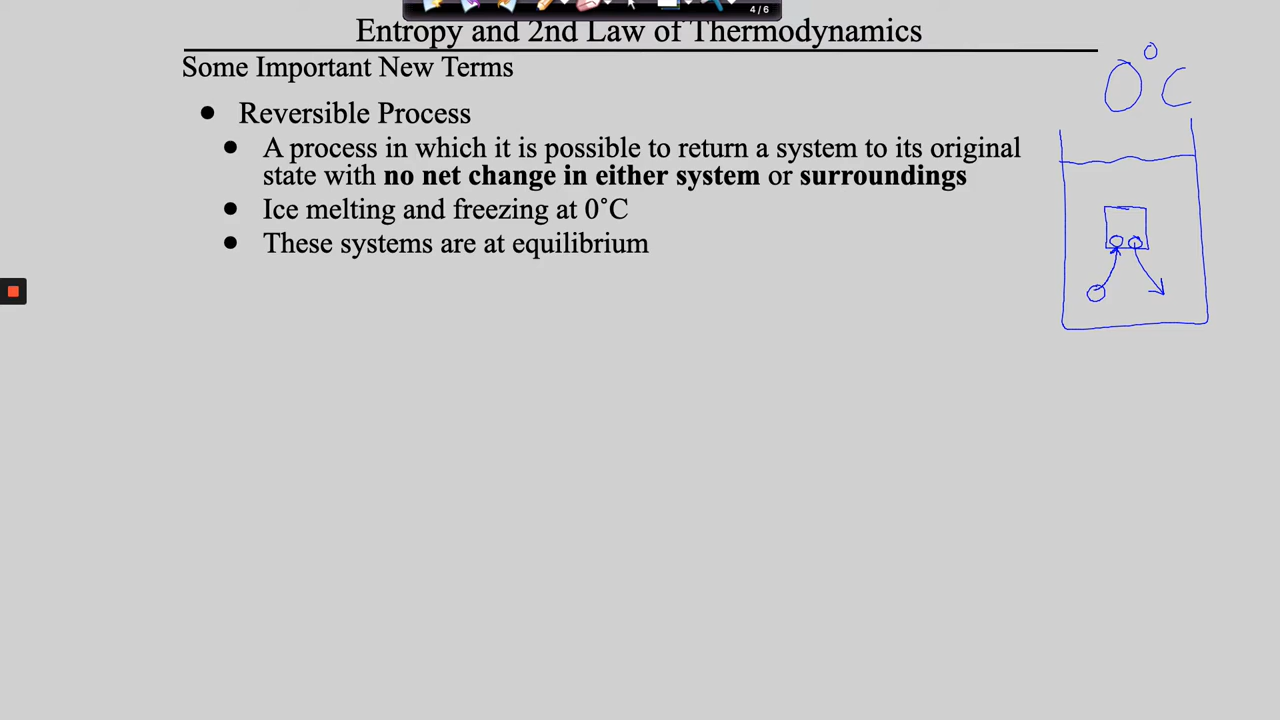 4 / 6
Entropy and 2nd Law of Thermodynamics
Some Important New Terms
0°C
● Reversible Process
● A process in which it is possible to return a system to its original
state with no net change in either system or surroundings
● Ice melting and freezing at 0˚C
● These systems are at equilibrium